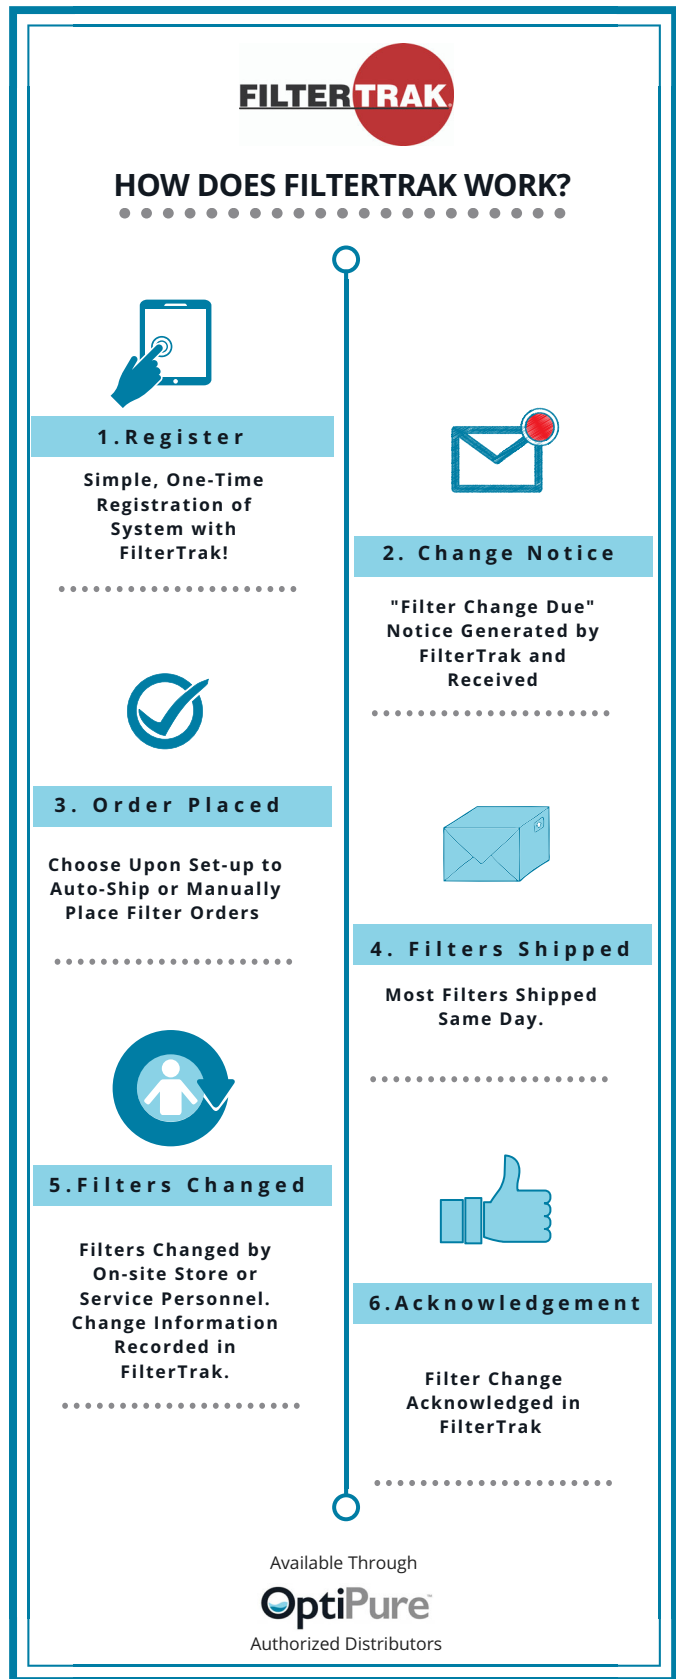 FILTERTRAK
HOW DOES FILTERTRAK WORK?
1.Register
Simple, One-Time
Registration of
System with
FilterTrak!
2. Change Notice
"Filter Change Due"
Notice Generated by
FilterTrak and
Received
3. Order Placed
Choose Upon Set-up to
Auto-Ship or Manually
Place Filter Orders
4. Filters Shipped
Most Filters Shipped
Same Day.
5.Filters Changed
Filters Changed by
On-site Store or
Service Personnel.
Change Information
Recorded in
FilterTrak.
6.Acknowledgement
Filter Change
Acknowledged in
FilterTrak
Available Through
OptiPure™
Authorized Distributors